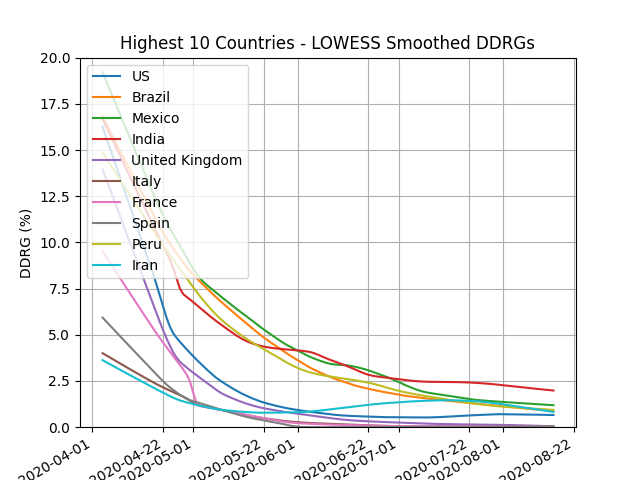 Highest 10 Countries - LOWESS Smoothed DDRGs
DDRG (%)
20.0
17.5
15.0
12.5
10.0
7.5
5.0
2.5
0.0
US
Brazil
Mexico
India
United Kingdom
Italy
France
Spain
Peru
Iran
2020-04-01
2020-04-22
2020-05-01
2020-05-22
2020-06-01
2020-06-22
2020-07-01
2020-07-22
2020-08-01
2020-08-22